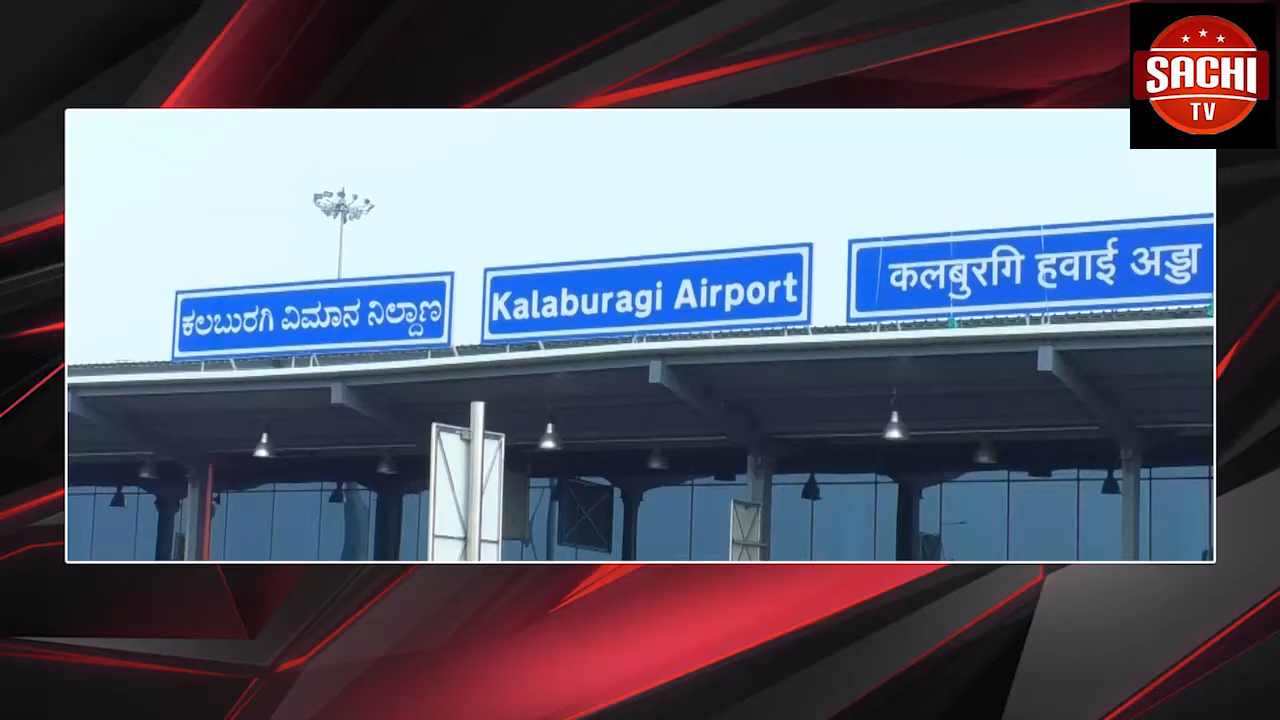 SACHI
TV
ಕಲಬುರಗಿ ವಿಮಾನ ನಿಲ್ದಾಣ
Kalaburagi Airport
कलबुरगि हवाई अड्डा